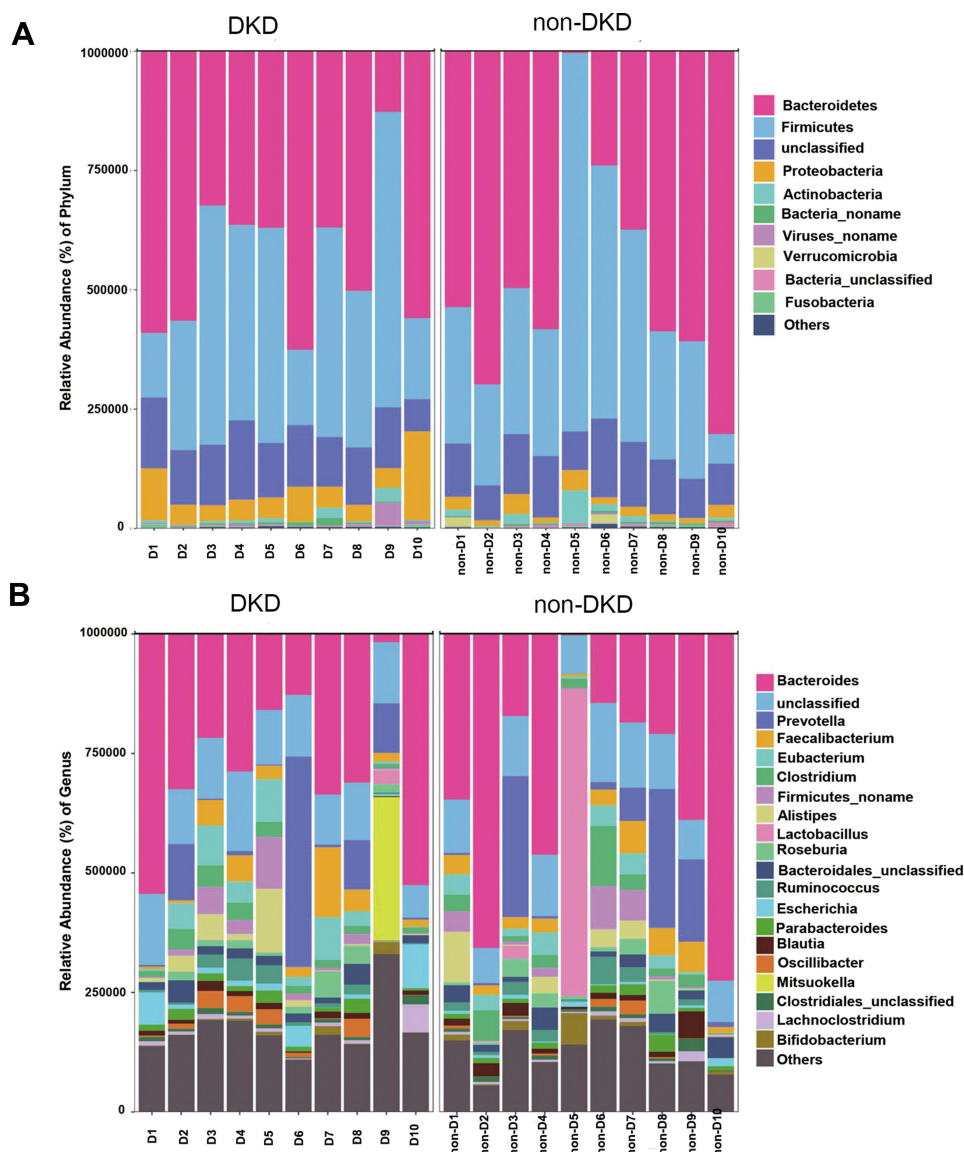 A
DKD
non-DKD
Relative Abundance (%) of Phylum
1000000
750000
500000
250000
0
D1
D2
D3
D4
D5
D6
D7
D8
D9
D10
non-D1
non-D2
non-D3
non-D4
non-D5
non-D6
non-D7
non-D8
non-D9
non-D10
Bacteroidetes
Firmicutes
unclassified
Proteobacteria
Actinobacteria
Bacteria_noname
Viruses_noname
Verrucomicrobia
Bacteria_unclassified
Fusobacteria
Others
B
DKD
non-DKD
Relative Abundance (%) of Genus
1000000
750000
500000
250000
0
D1
D2
D3
D4
D5
D6
D7
D8
D9
D10
non-D1
non-D2
non-D3
non-D4
non-D5
non-D6
non-D7
non-D8
non-D9
non-D10
Bacteroides
unclassified
Prevotella
Faecalibacterium
Eubacterium
Clostridium
Firmicutes_noname
Alistipes
Lactobacillus
Roseburia
Bacteroidales_unclassified
Ruminococcus
Escherichia
Parabacteroides
Blautia
Oscillibacter
Mitsuokella
Clostridiales_unclassified
Lachnoclostridium
Bifidobacterium
Others